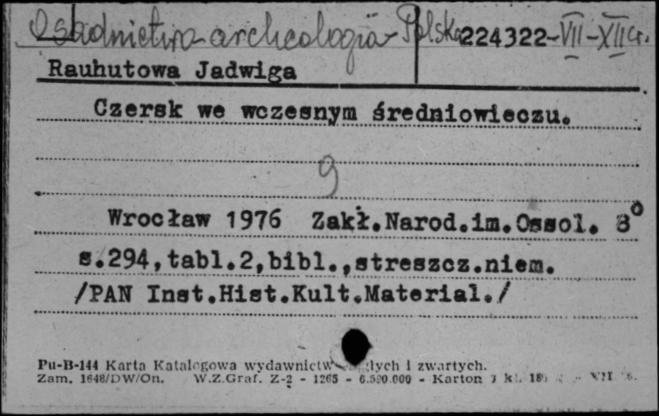 Osadnictwo-archeologia-Polska 224322-VII-XII w.
Rauhutowa Jadwiga
Czersk we wczesnym średniowieczu.
9
Wrocław 1976 Zakł.Narod.im.Ossol. 8°
s.294,tabl.2,bibl.,streszcz.niem.
/PAN Inst.Hist.Kult.Material./
Pu-B-144 Karta Katalogowa wydawnictw i zwartych.
Zam. 1648/DW/On. W.Z.Graf. Z-2 - 1265 - 6.500.000 - Karton